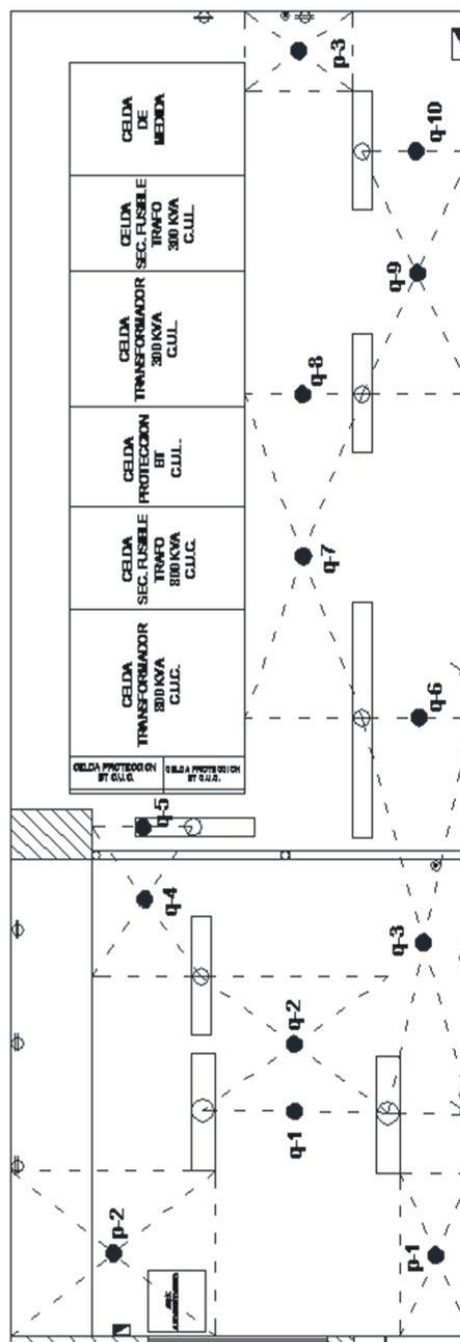 CELDA PROTECCION
BT C.U.C.
CELDA PROTECCION
BT C.U.C.
CELDA
TRANSFORMADOR
800 KVA
C.U.C.
CELDA
SEC. FUSIBLE
TRAFO
800 KVA
C.U.C.
CELDA
PROTECCION
BT
C.U.L.
CELDA
TRANSFORMADOR
300 KVA
C.U.L.
CELDA
SEC. FUSIBLE
TRAFO
300 KVA
C.U.L.
CELDA
DE
MEDIDA
p-3
q-10
q-9
q-8
q-7
q-6
q-5
q-4
q-3
q-2
q-1
p-2
p-1